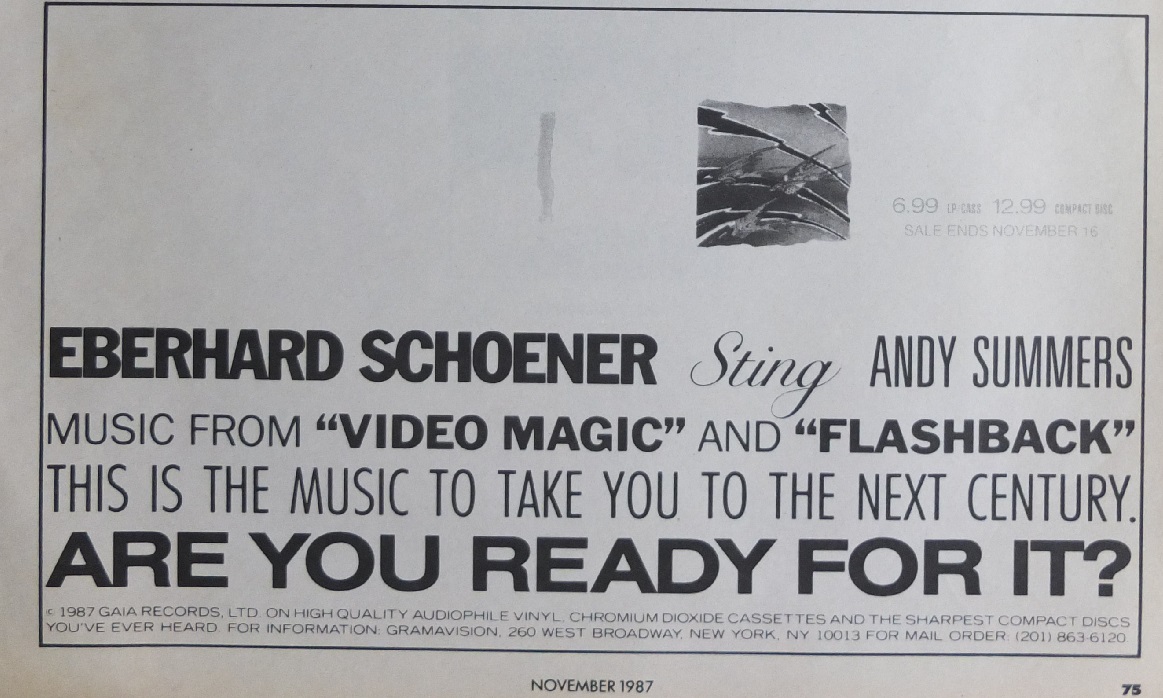 6.99 LP-CASS 12.99 COMPACT DISC
SALE ENDS NOVEMBER 16
EBERHARD SCHOENER Sting ANDY SUMMERS
MUSIC FROM “VIDEO MAGIC” AND “FLASHBACK”
THIS IS THE MUSIC TO TAKE YOU TO THE NEXT CENTURY.
ARE YOU READY FOR IT?
© 1987 GAIA RECORDS, LTD. ON HIGH QUALITY AUDIOPHILE VINYL, CHROMIUM DIOXIDE CASSETTES AND THE SHARPEST COMPACT DISCS
YOU'VE EVER HEARD. FOR INFORMATION: GRAMAVISION, 260 WEST BROADWAY, NEW YORK, NY 10013 FOR MAIL ORDER: (201) 863-6120
NOVEMBER 1987
75